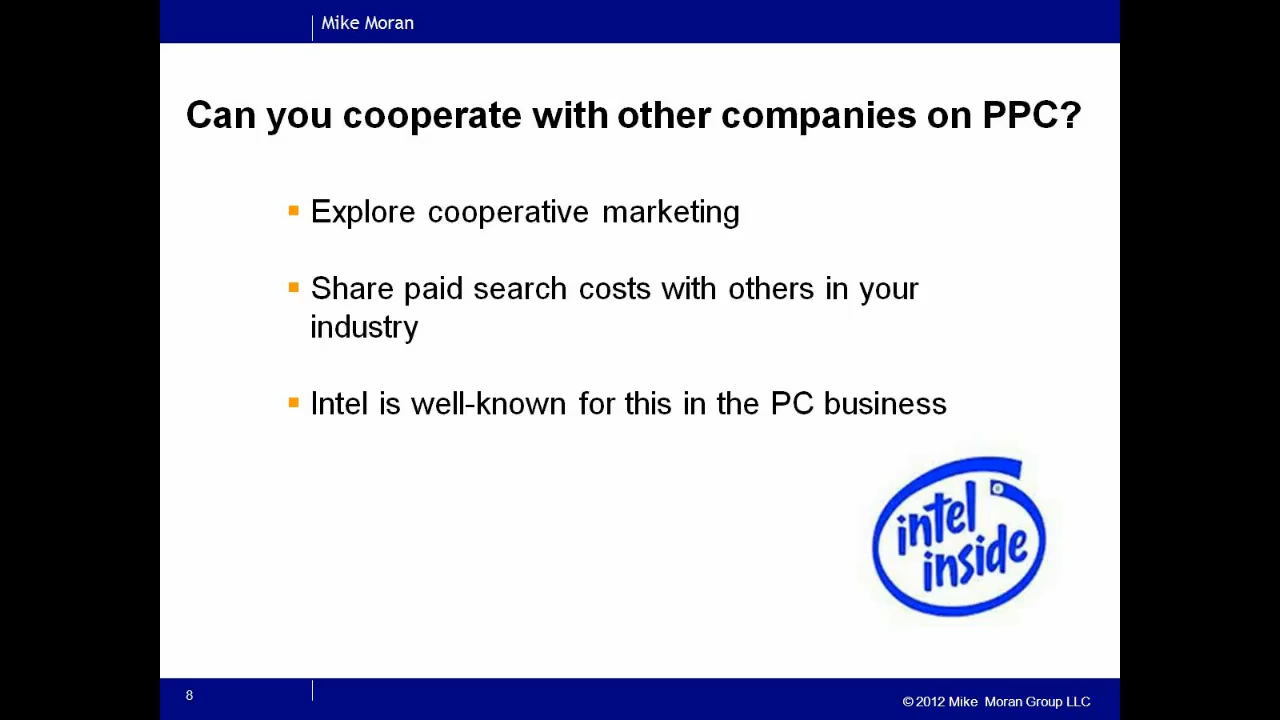 Mike Moran
Can you cooperate with other companies on PPC?
Explore cooperative marketing
Share paid search costs with others in your
industry
Intel is well-known for this in the PC business
intel
inside
8
© 2012 Mike Moran Group LLC